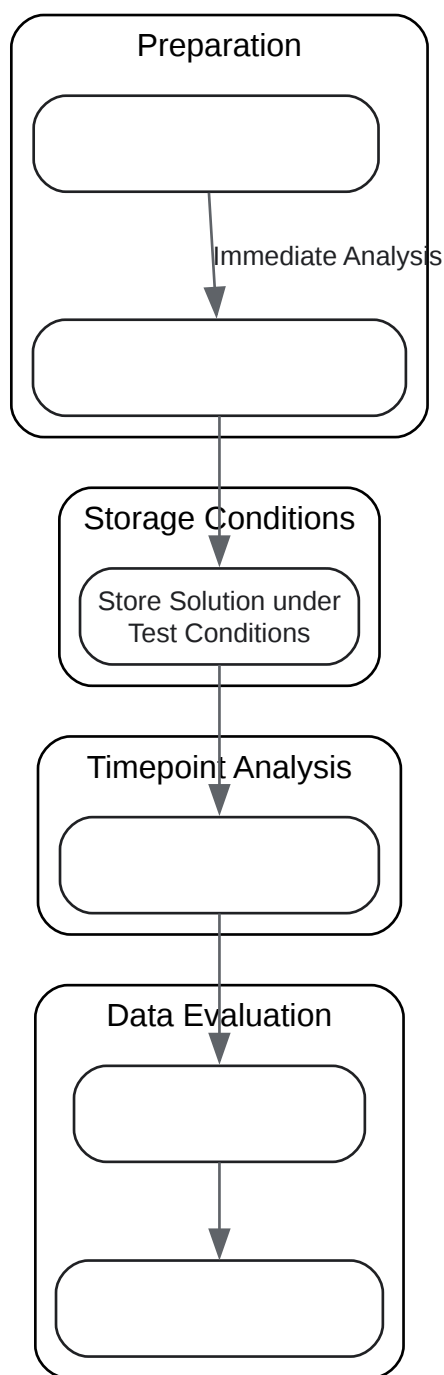 Preparation
Immediate Analysis
Storage Conditions
Store Solution under
Test Conditions
Timepoint Analysis
Data Evaluation